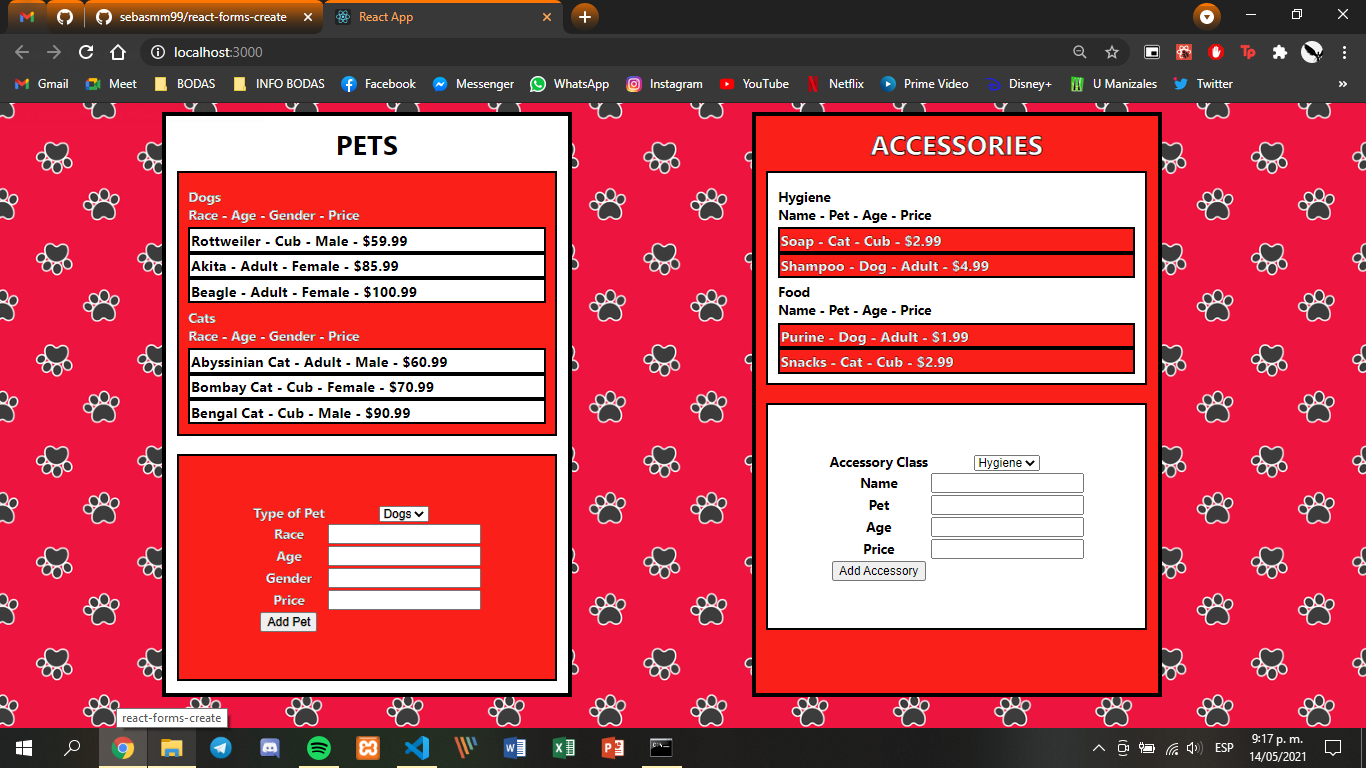 sebasmm99/react-forms-create
React App
localhost:3000
Gmail
Meet
BODAS
INFO BODAS
Facebook
Messenger
WhatsApp
Instagram
YouTube
Netflix
Prime Video
Disney+
U Manizales
Twitter
»
PETS
Dogs
Race - Age - Gender - Price
Rottweiler - Cub - Male - $59.99
Akita - Adult - Female - $85.99
Beagle - Adult - Female - $100.99
Cats
Race - Age - Gender - Price
Abyssinian Cat - Adult - Male - $60.99
Bombay Cat - Cub - Female - $70.99
Bengal Cat - Cub - Male - $90.99
Type of Pet Dogs
Race
Age
Gender
Price
Add Pet
ACCESSORIES
Hygiene
Name - Pet - Age - Price
Soap - Cat - Cub - $2.99
Shampoo - Dog - Adult - $4.99
Food
Name - Pet - Age - Price
Purine - Dog - Adult - $1.99
Snacks - Cat - Cub - $2.99
Accessory Class Hygiene
Name
Pet
Age
Price
Add Accessory
react-forms-create
ESP
9:17 p. m.
14/05/2021